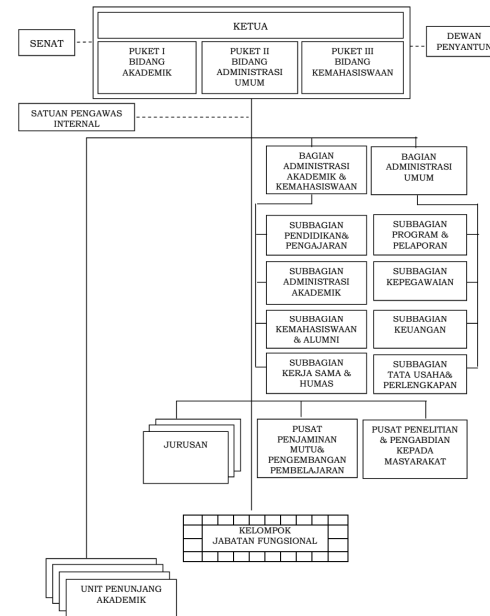 KETUA
SENAT
DEWAN
PENYANTUN
PUKET I
BIDANG
AKADEMIK
PUKET II
BIDANG
ADMINISTRASI
UMUM
PUKET III
BIDANG
KEMAHASISWAAN
SATUAN PENGAWAS
INTERNAL
BAGIAN
ADMINISTRASI
AKADEMIK &
KEMAHASISWAAN
BAGIAN
ADMINISTRASI
UMUM
SUBBAGIAN
PENDIDIKAN&
PENGAJARAN
SUBBAGIAN
PROGRAM &
PELAPORAN
SUBBAGIAN
ADMINISTRASI
AKADEMIK
SUBBAGIAN
KEPEGAWAIAN
SUBBAGIAN
KEMAHASISWAAN
& ALUMNI
SUBBAGIAN
KEUANGAN
SUBBAGIAN
KERJA SAMA &
HUMAS
SUBBAGIAN
TATA USAHA&
PERLENGKAPAN
JURUSAN
PUSAT
PENJAMINAN
MUTU&
PENGEMBANGAN
PEMBELAJARAN
PUSAT PENELITIAN
& PENGABDIAN
KEPADA
MASYARAKAT
KELOMPOK
JABATAN FUNGSIONAL
UNIT PENUNJANG
AKADEMIK